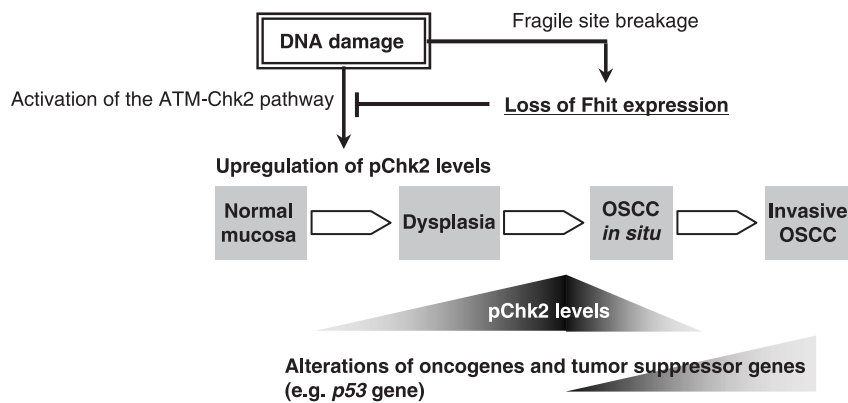 Fragile site breakage
DNA damage
Activation of the ATM-Chk2 pathway
Loss of Fhit expression
Upregulation of pChk2 levels
Normal
mucosa
Dysplasia
OSCC
in situ
Invasive
OSCC
pChk2 levels
Alterations of oncogenes and tumor suppressor genes
(e.g. p53 gene)